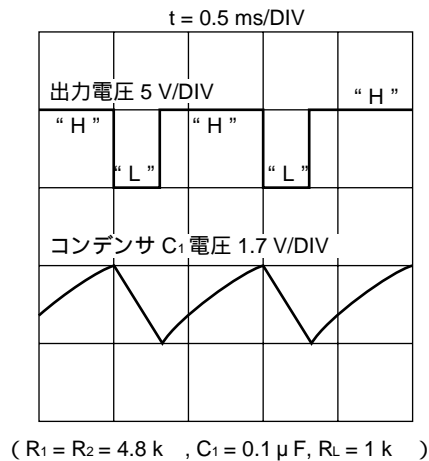 t = 0.5 ms/DIV
出力電圧 5 V/DIV
“ H ”
“ H ”
“ H ”
“ L ”
“ L ”
コンデンサ C₁ 電圧 1.7 V/DIV
( R₁ = R₂ = 4.8 k , C₁ = 0.1 μ F, RL = 1 k )